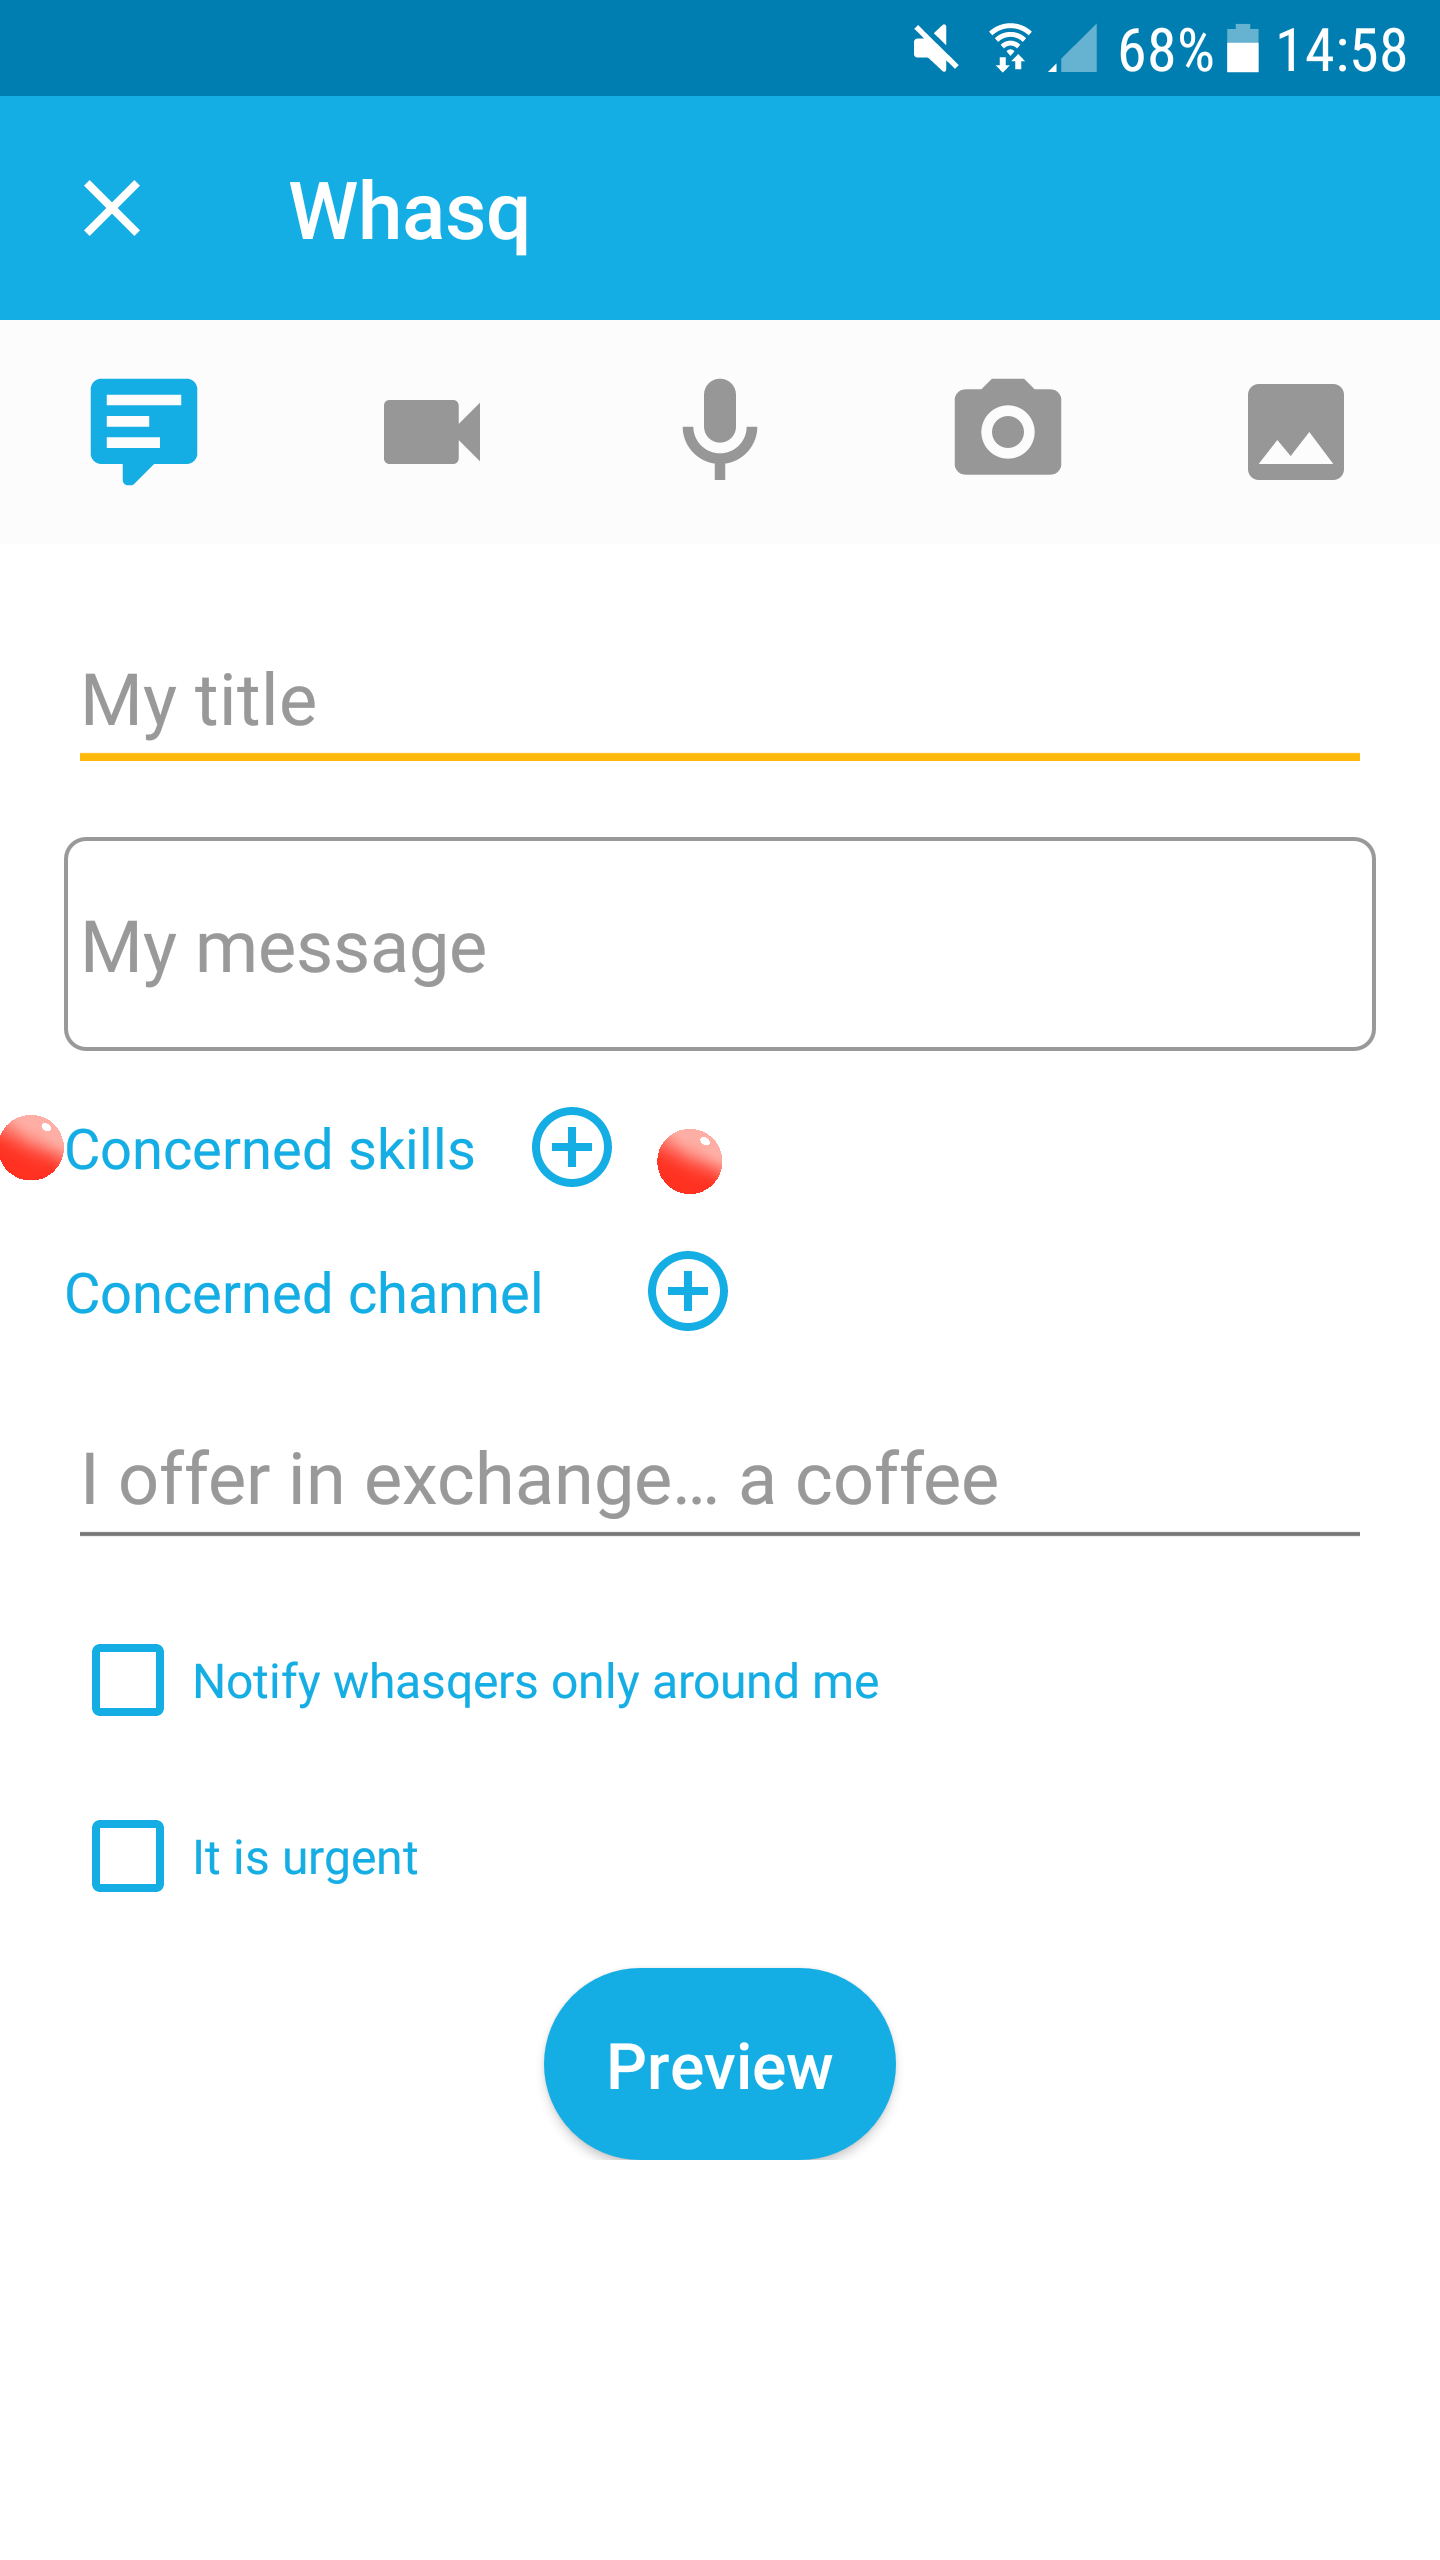 68% 14:58
Whasq
My title
My message
Concerned skills
Concerned channel
I offer in exchange... a coffee
Notify whasqers only around me
It is urgent
Preview